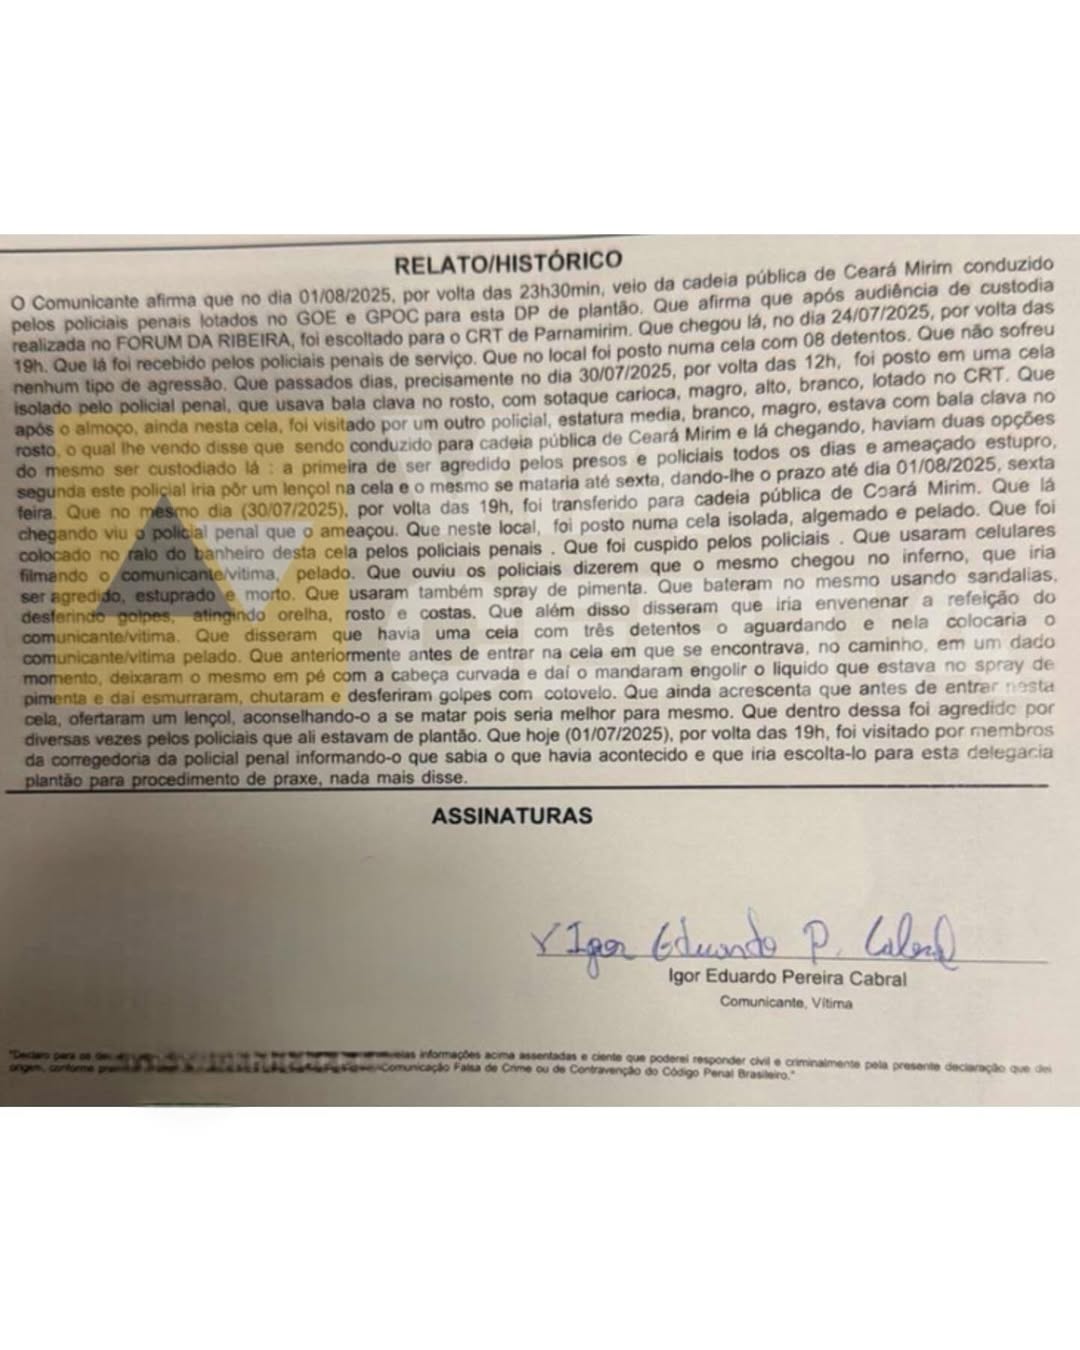 RELATO/HISTÓRICO
O Comunicante afirma que no dia 01/08/2025, por volta das 23h30min, veio da cadeia pública de Ceará Mirim conduzido
pelos policiais penais lotados no GOE e GPOC para esta DP de plantão. Que afirma que após audiência de custodia
realizada no FORUM DA RIBEIRA, foi escoltado para o CRT de Parnamirim. Que chegou lá, no dia 24/07/2025, por volta das
19h. Que lá foi recebido pelos policiais penais de serviço. Que no local foi posto numa cela com 08 detentos. Que não sofreu
nenhum tipo de agressão. Que passados dias, precisamente no dia 30/07/2025, por volta das 12h, foi posto em uma cela
isolado pelo policial penal, que usava bala clava no rosto, com sotaque carioca, magro, alto, branco, lotado no CRT. Que
após o almoço, ainda nesta cela, foi visitado por um outro policial, estatura media, branco, magro, estava com bala clava no
rosto, o qual lhe vendo disse que sendo conduzido para cadeia pública de Ceará Mirim e lá chegando, haviam duas opções
do mesmo ser custodiado lá : a primeira de ser agredido pelos presos e policiais todos os dias e ameaçado estupro,
segunda este policial iria pôr um lençol na cela e o mesmo se mataria até sexta, dando-lhe o prazo até dia 01/08/2025, sexta
feira. Que no mesmo dia (30/07/2025), por volta das 19h, foi transferido para cadeia pública de Ceará Mirim. Que lá
chegando viu o policial penal que o ameaçou. Que neste local, foi posto numa cela isolada, algemado e pelado. Que foi
colocado no ralo do banheiro desta cela pelos policiais penais . Que foi cuspido pelos policiais . Que usaram celulares
filmando o comunicante/vitima, pelado. Que ouviu os policiais dizerem que o mesmo chegou no inferno, que iria
ser agredido, estuprado e morto. Que usaram também spray de pimenta. Que bateram no mesmo usando sandalias,
desferindo golpes, atingindo orelha, rosto e costas. Que além disso disseram que iria envenenar a refeição do
comunicante/vitima. Que disseram que havia uma cela com três detentos o aguardando e nela colocaria o
comunicante/vitima pelado. Que anteriormente antes de entrar na cela em que se encontrava, no caminho, em um dado
momento, deixaram o mesmo em pé com a cabeça curvada e daí o mandaram engolir o liquido que estava no spray de
pimenta e daí esmurraram, chutaram e desferiram golpes com cotovelo. Que ainda acrescenta que antes de entrar nesta
cela, ofertaram um lençol, aconselhando-o a se matar pois seria melhor para mesmo. Que dentro dessa foi agredido por
diversas vezes pelos policiais que ali estavam de plantão. Que hoje (01/07/2025), por volta das 19h, foi visitado por membros
da corregedoria da policial penal informando-o que sabia o que havia acontecido e que iria escolta-lo para esta delegacia
plantão para procedimento de praxe, nada mais disse.
ASSINATURAS
Igor Eduardo P. Cabral
Igor Eduardo Pereira Cabral
Comunicante, Vítima
"Declaro para os informações acima assentadas e ciente que poderei responder civil e criminalmente pela presente declaração que dei
origem, conforme Comunicação Falsa de Crime ou de Contravenção do Código Penal Brasileiro."